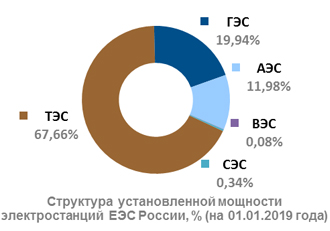 ГЭС
19,94%
АЭС
11,98%
ТЭС
67,66%
ВЭС
0,08%
СЭС
0,34%
Структура установленной мощности
электростанций ЕЭС России, % (на 01.01.2019 года)